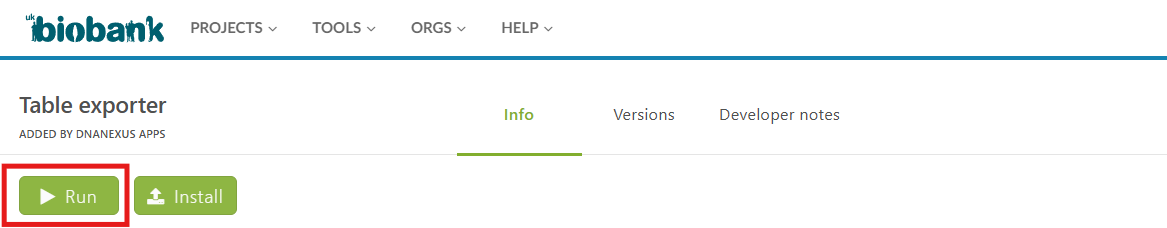 uk biobank PROJECTS TOOLS ORGS HELP
Table exporter
ADDED BY DNANEXUS APPS
Info Versions Developer notes
Run Install